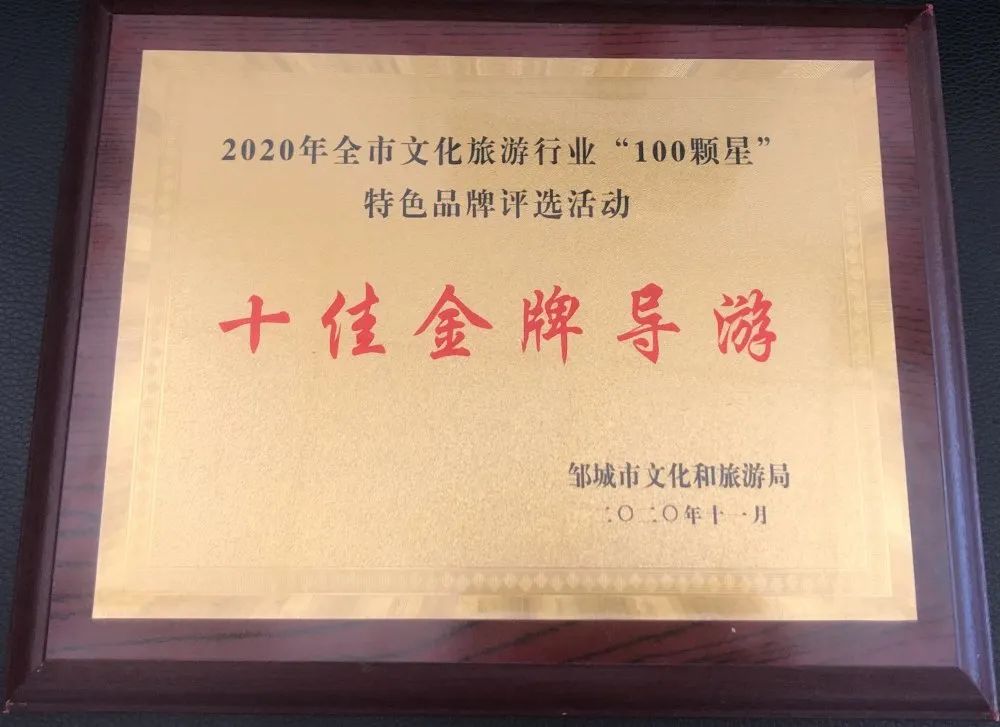 2020年全市文化旅游行业“100颗星”
特色品牌评选活动
十佳金牌导游
邹城市文化和旅游局
二〇二〇年十一月